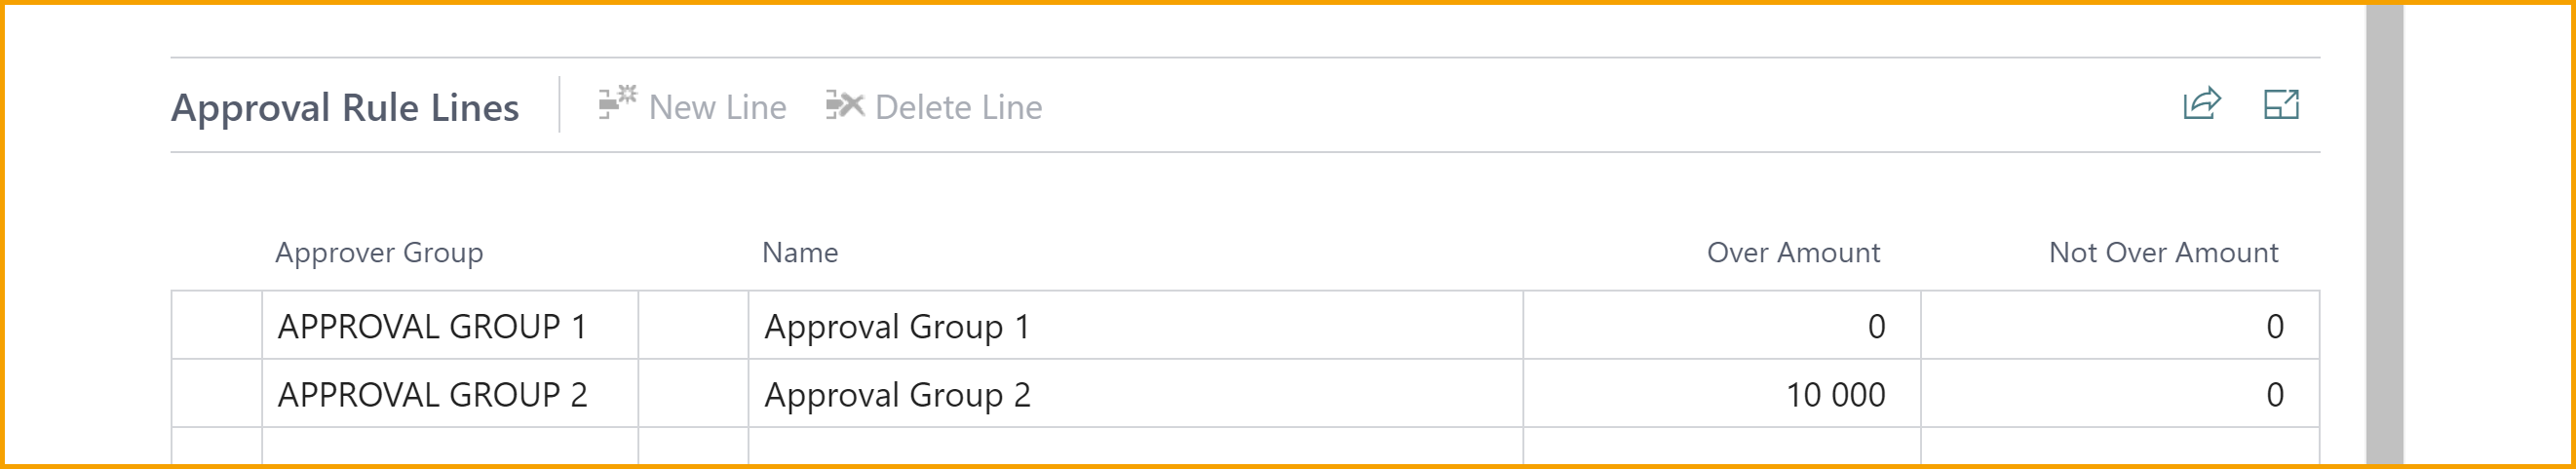 Approval Rule Lines New Line Delete Line
Approver Group Name Over Amount Not Over Amount
APPROVAL GROUP 1 Approval Group 1 0 0
APPROVAL GROUP 2 Approval Group 2 10 000 0